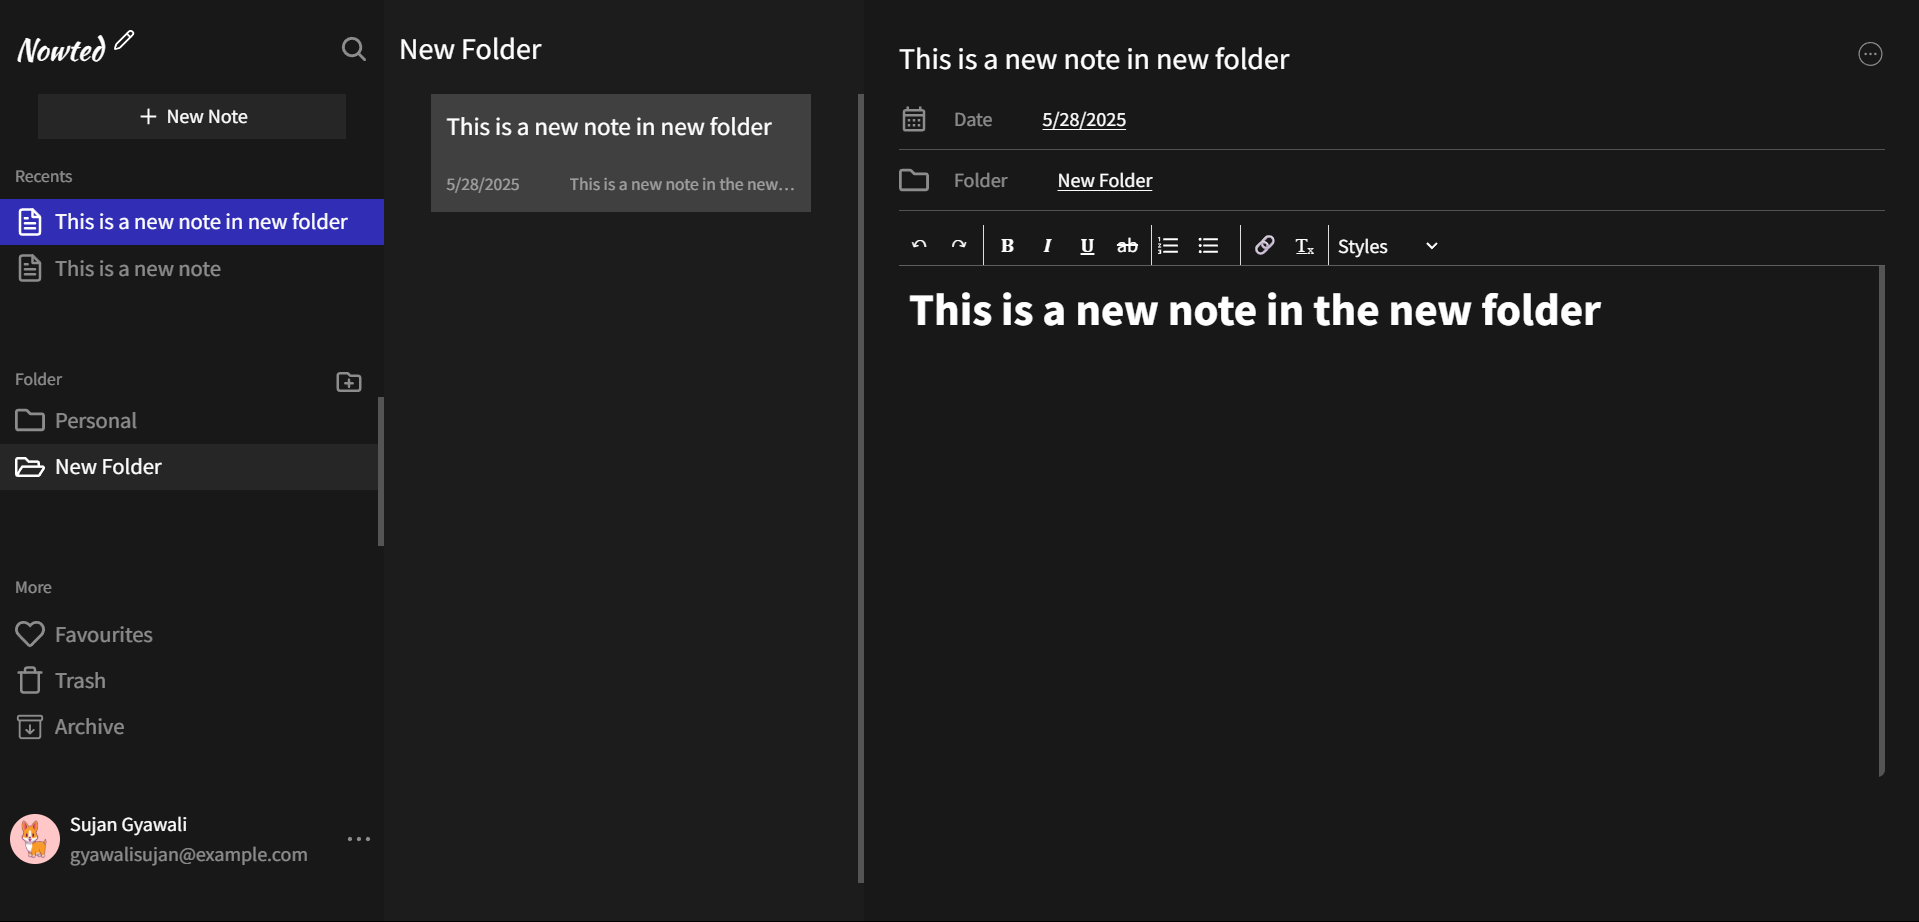 Nowted
New Note
Recents
This is a new note in new folder
This is a new note
Folder
Personal
New Folder
More
Favourites
Trash
Archive
Sujan Gyawali
gyawalisujan@example.com
New Folder
This is a new note in new folder
5/28/2025 This is a new note in the new...
This is a new note in new folder
Date 5/28/2025
Folder New Folder
B I U ab Tx Styles
This is a new note in the new folder